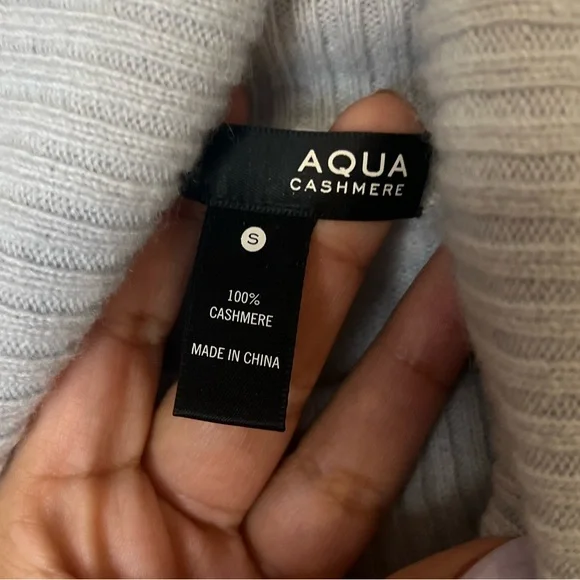 AQUA
CASHMERE
S
100%
CASHMERE
MADE IN CHINA